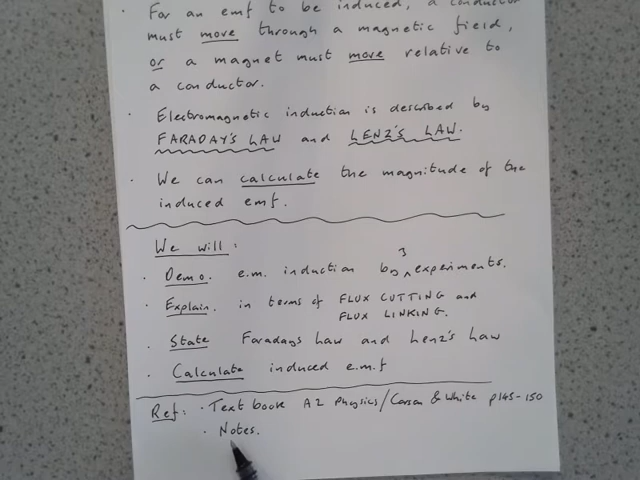 · For an emf to be induced, a conductor
must move through a magnetic field,
or a magnet must move relative to
a conductor.
· Electromagnetic induction is described by
FARADAY'S LAW and LENZ'S LAW.
· We can calculate the magnitude of the
induced emf.
We will:
· Demo. e.m. induction by 3 experiments.
· Explain. in terms of FLUX CUTTING and
FLUX LINKING.
· State Faradays Law and Lenz's Law
· Calculate induced e.m.f
Ref: · Text book A2 Physics/Carson & White p145-150
· Notes.